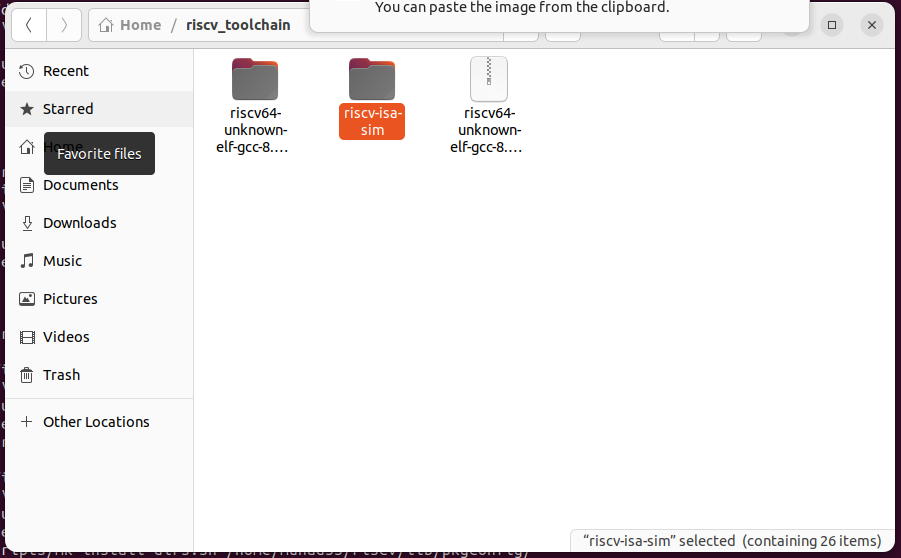 You can paste the image from the clipboard.
Home / riscv_toolchain
Recent
Starred
Favorite files
Documents
Downloads
Music
Pictures
Videos
Trash
+ Other Locations
riscv64-
unknown-
elf-gcc-8.…
riscv-isa-
sim
riscv64-
unknown-
elf-gcc-8.…
“riscv-isa-sim” selected (containing 26 items)